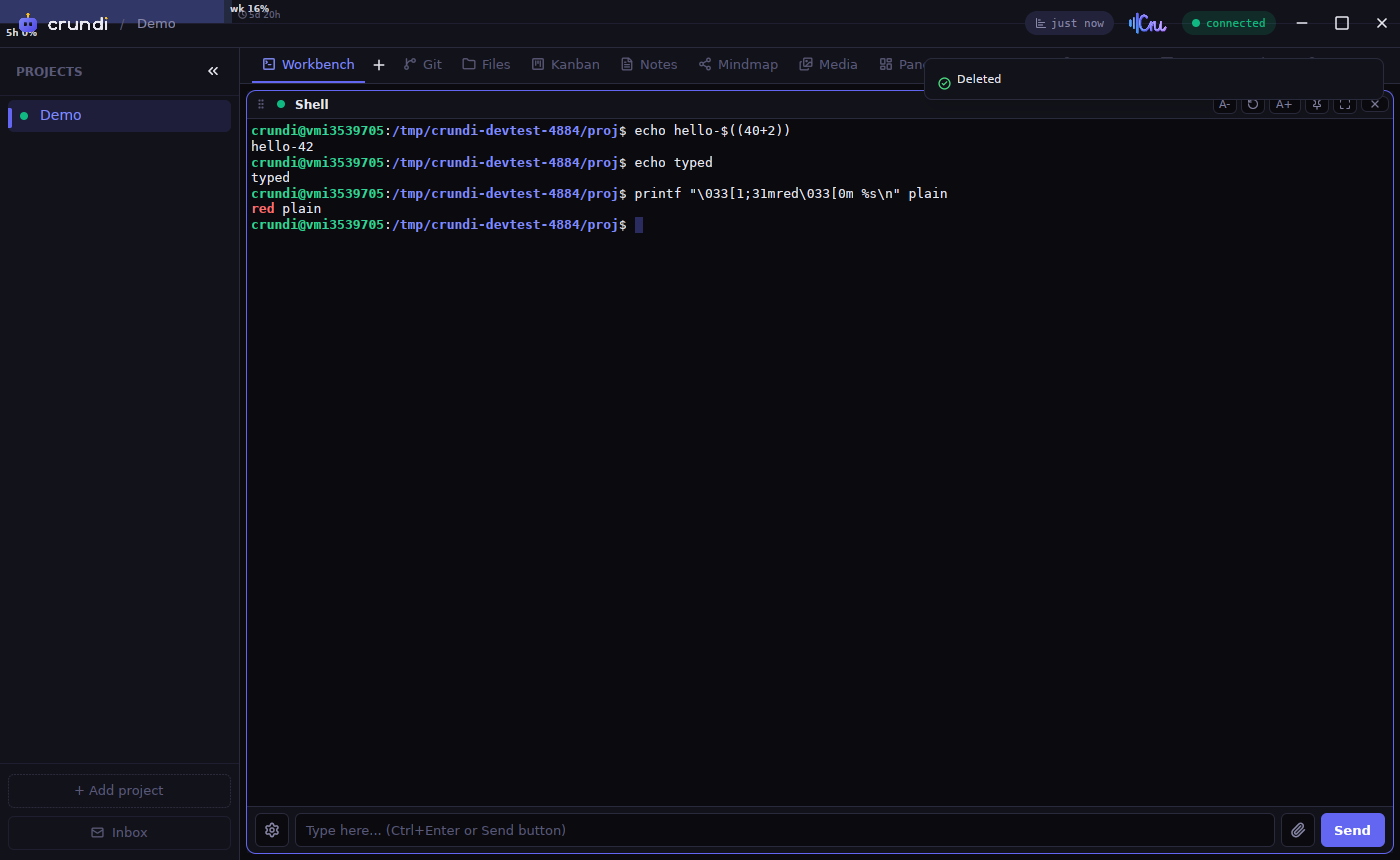 wk 16%
5d 20h
5h 0%
crundi / Demo
just now
Cru
connected
PROJECTS
Demo
Workbench
Git
Files
Kanban
Notes
Mindmap
Media
Deleted
Shell
A-
A+
crundi@vmi3539705:/tmp/crundi-devtest-4884/proj$ echo hello-$((40+2))
hello-42
crundi@vmi3539705:/tmp/crundi-devtest-4884/proj$ echo typed
typed
crundi@vmi3539705:/tmp/crundi-devtest-4884/proj$ printf "\033[1;31mred\033[0m %s\n" plain
red plain
crundi@vmi3539705:/tmp/crundi-devtest-4884/proj$
+ Add project
Inbox
Type here... (Ctrl+Enter or Send button)
Send